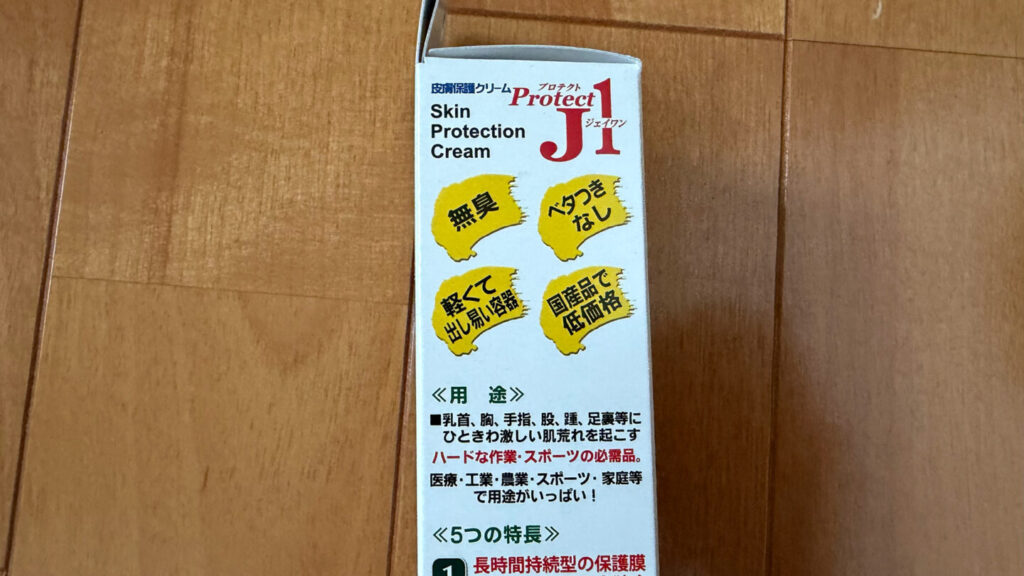 皮膚保護クリーム
Skin
Protection
Cream
プロテクト
Protect
J1
ジェイワン
無臭
ベタつき
なし
軽くて
出し易い容器
国産品で
低価格
≪用 途≫
■乳首、胸、手指、股、踵、足裏等に
ひときわ激しい肌荒れを起こす
ハードな作業・スポーツの必需品。
医療・工業・農業・スポーツ・家庭等
で用途がいっぱい！
≪5つの特長≫
1 長時間持続型の保護膜